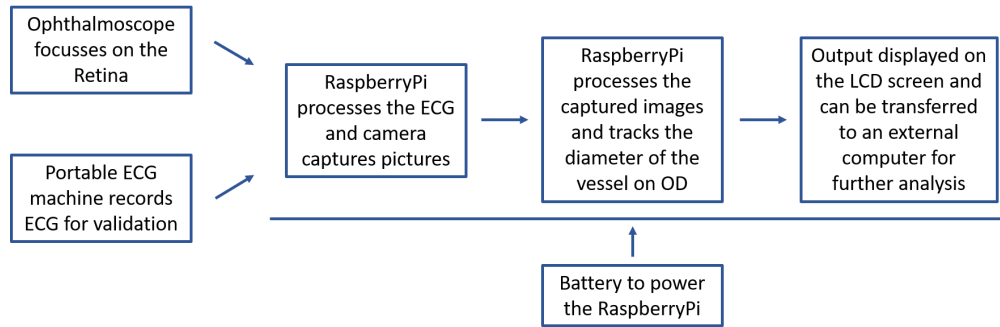 Ophthalmoscope
focusses on the
Retina
Portable ECG
machine records
ECG for validation
RaspberryPi
processes the ECG
and camera
captures pictures
RaspberryPi
processes the
captured images
and tracks the
diameter of the
vessel on OD
Output displayed on
the LCD screen and
can be transferred
to an external
computer for
further analysis
Battery to power
the RaspberryPi